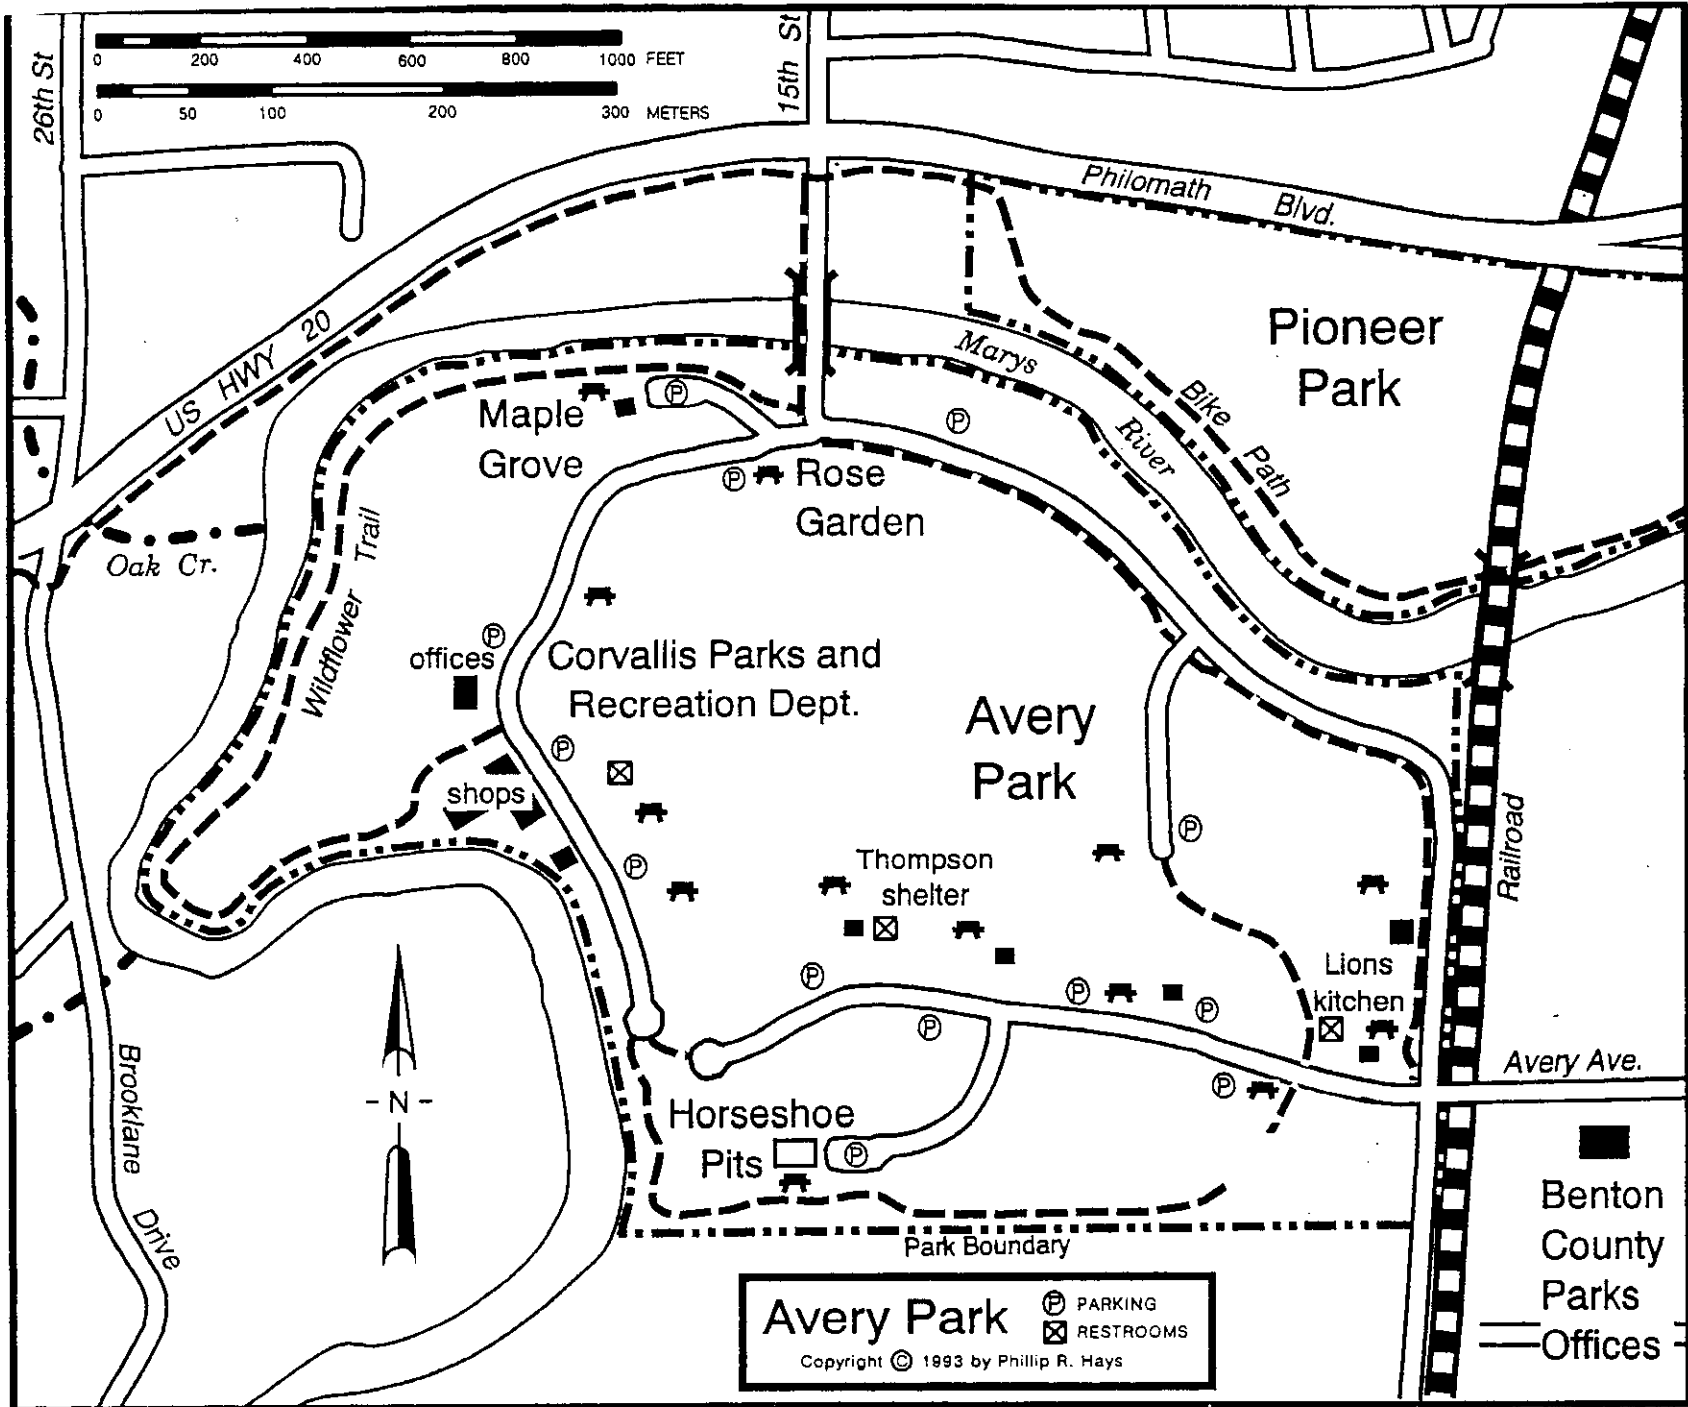 26th St
0 200 400 600 800 1000 FEET
0 50 100 200 300 METERS
15th St
Philomath Blvd.
US HWY 20
Marys
River
Pioneer
Park
Bike Path
Maple
Grove
P
P
P
Rose
Garden
Oak Cr.
Wildflower Trail
P
offices
Corvallis Parks and
Recreation Dept.
Avery
Park
P
shops
P
P
Thompson
shelter
Railroad
Lions
kitchen
P
P
P
P
P
Avery Ave.
Brooklane
Drive
- N -
Horseshoe
Pits
P
Park Boundary
Benton
County
Parks
Offices
Avery Park
P PARKING
RESTROOMS
Copyright © 1993 by Phillip R. Hays